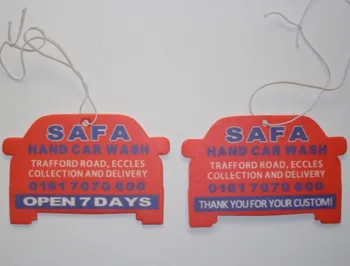 SAFA
HAND CAR WASH
TRAFFORD ROAD, ECCLES
COLLECTION AND DELIVERY
0161 7070 600
OPEN 7 DAYS
SAFA
HAND CAR WASH
TRAFFORD ROAD, ECCLES
COLLECTION AND DELIVERY
0161 7070 600
THANK YOU FOR YOUR CUSTOM!